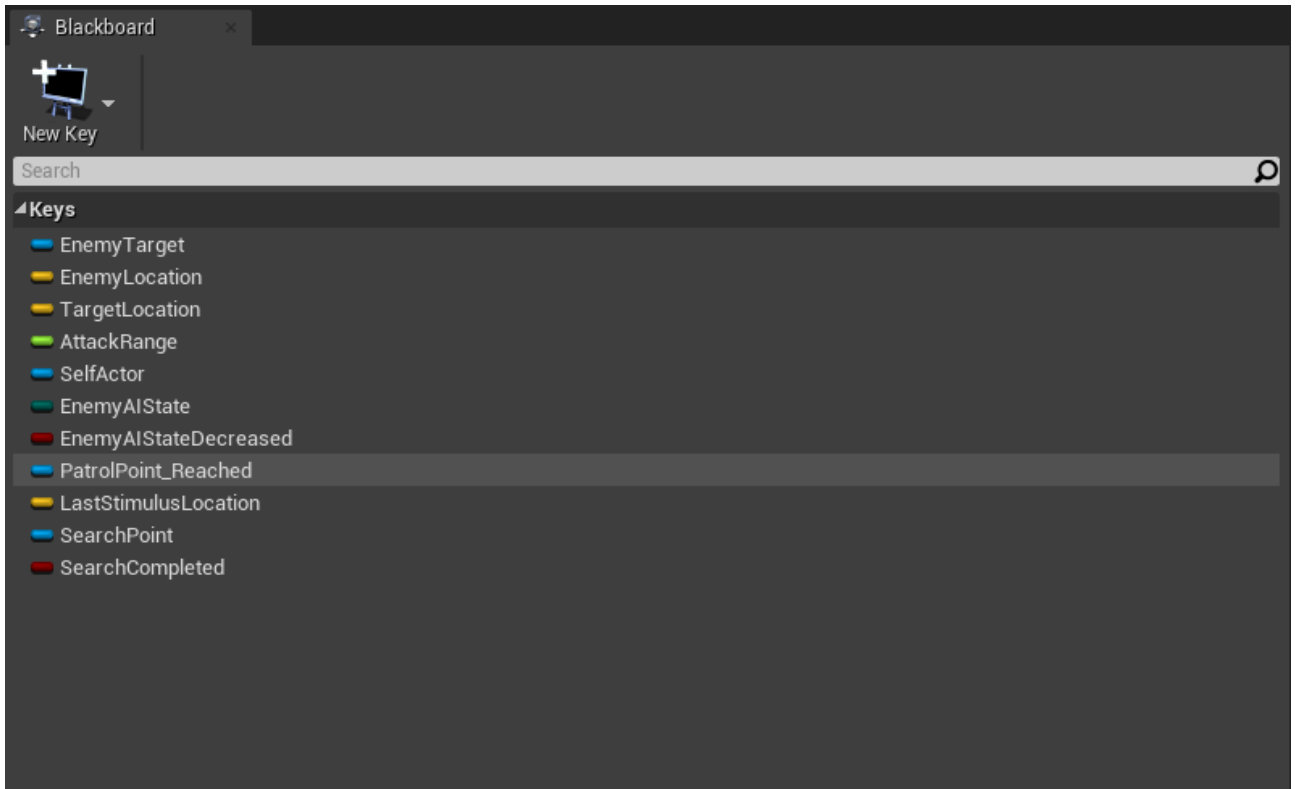 Blackboard
New Key
Search
Keys
EnemyTarget
EnemyLocation
TargetLocation
AttackRange
SelfActor
EnemyAIState
EnemyAIStateDecreased
PatrolPoint_Reached
LastStimulusLocation
SearchPoint
SearchCompleted